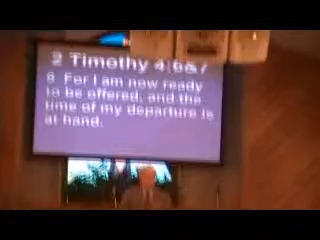 2 Timothy 4:6&7
6 For I am now ready
to be offered, and the
time of my departure is
at hand.